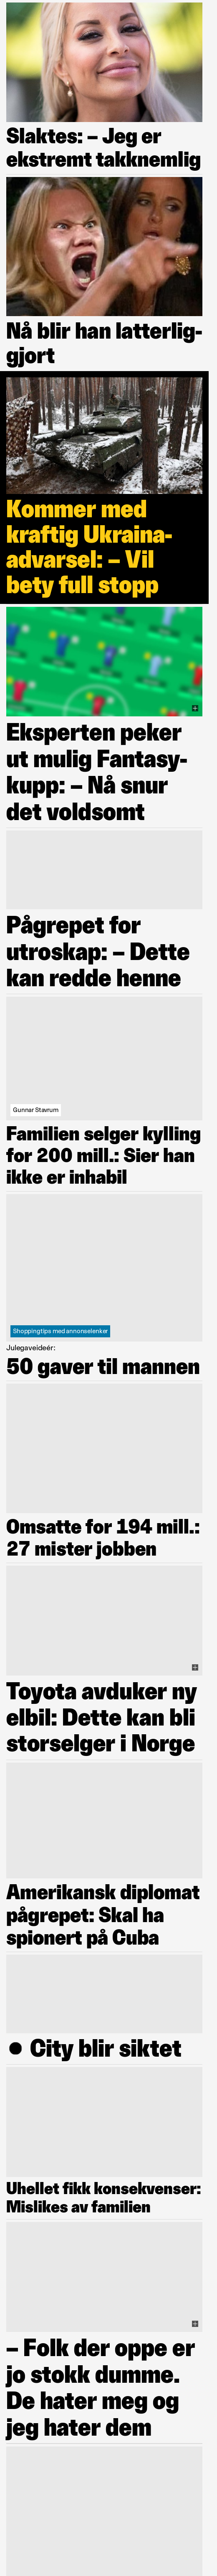 Slaktes: – Jeg er
ekstremt takknemlig
Nå blir han latterlig-
gjort
Kommer med
kraftig Ukraina-
advarsel: – Vil
bety full stopp
Eksperten peker
ut mulig Fantasy-
kupp: – Nå snur
det voldsomt
Pågrepet for
utroskap: – Dette
kan redde henne
Gunnar Stavrum
Familien selger kylling
for 200 mill.: Sier han
ikke er inhabil
Shoppingtips med annonselenker
Julegaveideér:
50 gaver til mannen
Omsatte for 194 mill.:
27 mister jobben
Toyota avduker ny
elbil: Dette kan bli
storselger i Norge
Amerikansk diplomat
pågrepet: Skal ha
spionert på Cuba
● City blir siktet
Uhellet fikk konsekvenser:
Mislikes av familien
– Folk der oppe er
jo stokk dumme.
De hater meg og
jeg hater dem